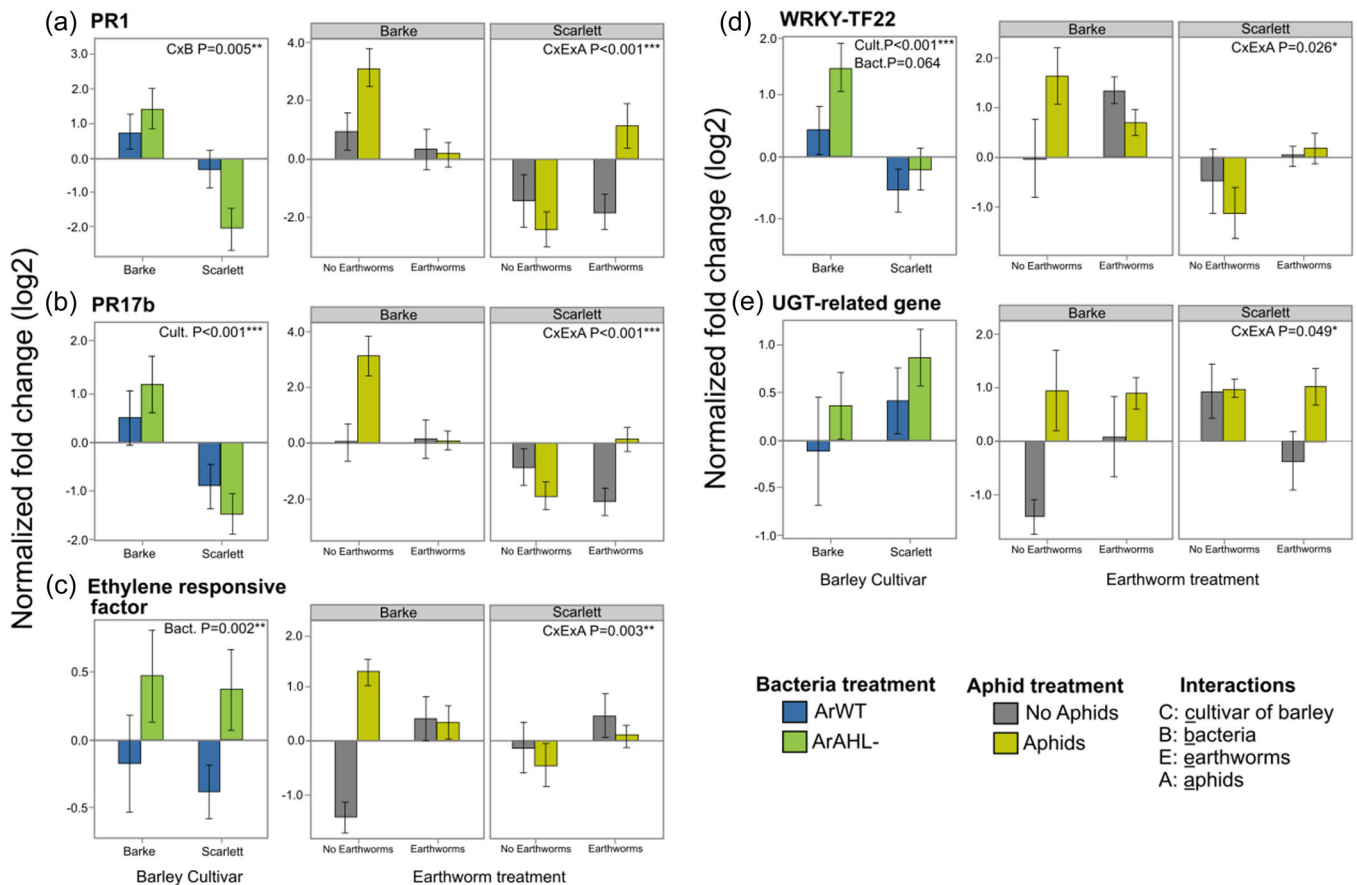 Normalized fold change (log2)
(a) PR1
CxB P=0.005**
3.0
2.0
1.0
0.0
-1.0
-2.0
Barke Scarlett
Barke Scarlett
CxExA P<0.001***
4.0
2.0
0.0
-2.0
No Earthworms Earthworms No Earthworms Earthworms
(b) PR17b
Cult. P<0.001***
2.0
1.0
0.0
-1.0
-2.0
Barke Scarlett
Barke Scarlett
CxExA P<0.001***
4.0
2.0
0.0
-2.0
No Earthworms Earthworms No Earthworms Earthworms
(c) Ethylene responsive
factor
Bact. P=0.002**
0.5
0.0
-0.5
Barke Scarlett
Barley Cultivar
Barke Scarlett
CxExA P=0.003**
2.0
1.0
0.0
-1.0
No Earthworms Earthworms No Earthworms Earthworms
Earthworm treatment
Normalized fold change (log2)
(d) WRKY-TF22
Cult.P<0.001***
Bact.P=0.064
2.0
1.0
0.0
-1.0
Barke Scarlett
Barke Scarlett
CxExA P=0.026*
2.0
1.0
0.0
-1.0
No Earthworms Earthworms No Earthworms Earthworms
(e) UGT-related gene
1.0
0.5
0.0
-0.5
-1.0
Barke Scarlett
Barley Cultivar
Barke Scarlett
CxExA P=0.049*
2.0
1.0
0.0
-1.0
No Earthworms Earthworms No Earthworms Earthworms
Earthworm treatment
Bacteria treatment
ArWT
ArAHL-
Aphid treatment
No Aphids
Aphids
Interactions
C: cultivar of barley
B: bacteria
E: earthworms
A: aphids